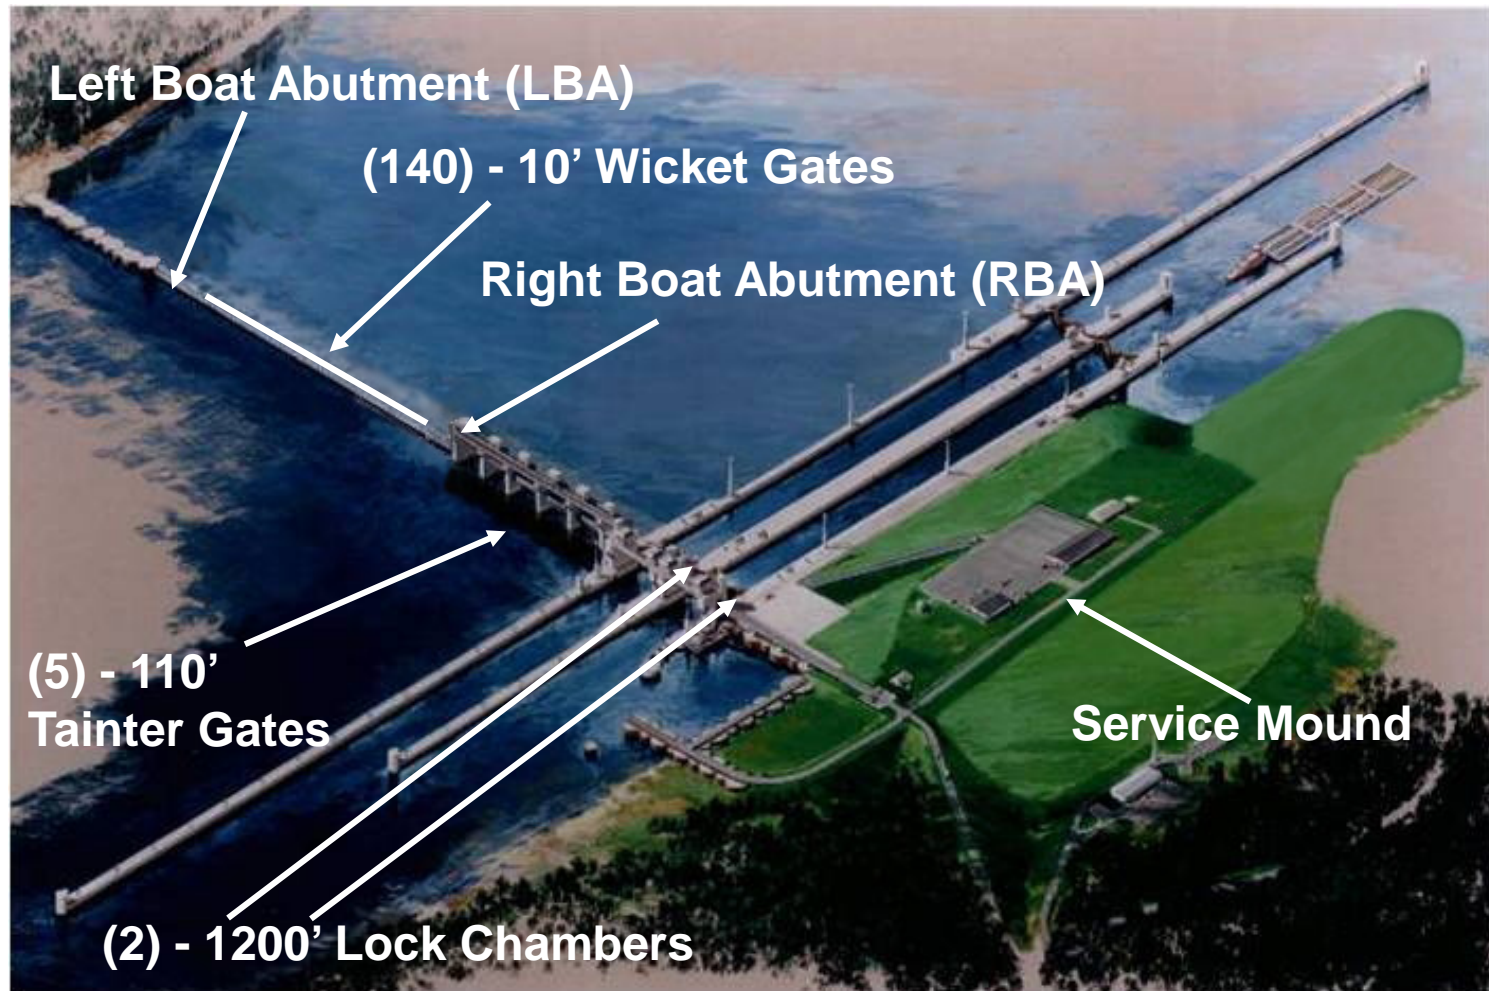 Left Boat Abutment (LBA)
(140) - 10’ Wicket Gates
Right Boat Abutment (RBA)
(5) - 110’
Tainter Gates
Service Mound
(2) - 1200’ Lock Chambers